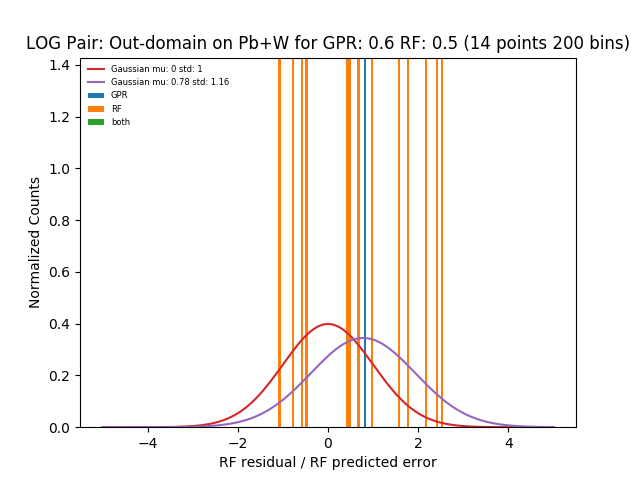 LOG Pair: Out-domain on Pb+W for GPR: 0.6 RF: 0.5 (14 points 200 bins)
Normalized Counts
1.4
1.2
1.0
0.8
0.6
0.4
0.2
0.0
Gaussian mu: 0 std: 1
Gaussian mu: 0.78 std: 1.16
GPR
RF
both
−4 −2 0 2 4
RF residual / RF predicted error